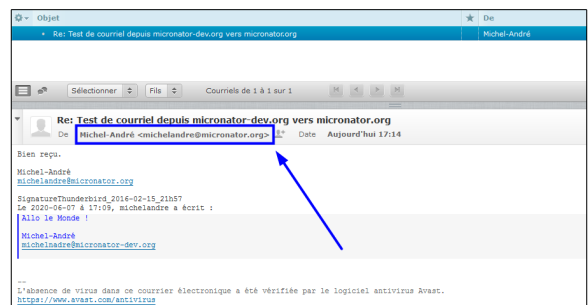 Objet ★ De
• Re: Test de courriel depuis micronator-dev.org vers micronator.org Michel-André
Sélectionner Fils Courriels de 1 à 1 sur 1
Re: Test de courriel depuis micronator-dev.org vers micronator.org
De Michel-André <michelandre@micronator.org> Date Aujourd'hui 17:14
Bien reçu.
Michel-André
michelandre@micronator.org
SignatureThunderbird_2016-02-15_21h57
Le 2020-06-07 à 17:09, michelandre a écrit :
Allo le Monde !
Michel-André
michelnadre@micronator-dev.org
--
L'absence de virus dans ce courrier électronique a été vérifiée par le logiciel antivirus Avast.
https://www.avast.com/antivirus